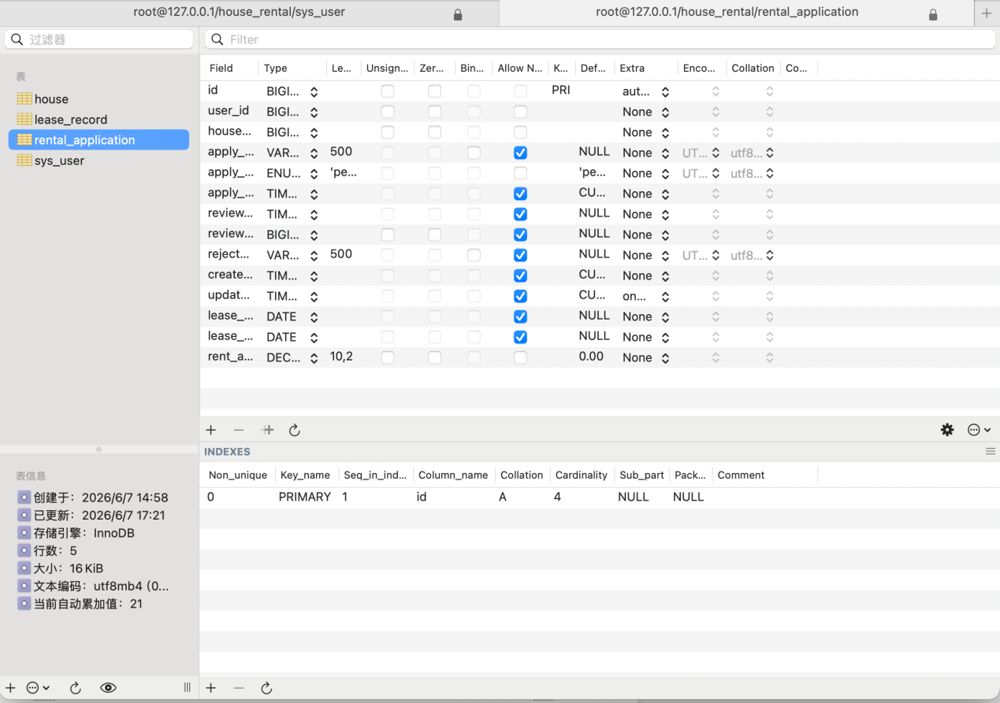 root@127.0.0.1/house_rental/sys_user
root@127.0.0.1/house_rental/rental_application
过滤器
Filter
表
house
lease_record
rental_application
sys_user
Field Type Le... Unsign... Zer... Bin... Allow N... K... Def... Extra Enco... Collation Co...
id BIGI... PRI aut...
user_id BIGI... None
house... BIGI... None
apply_... VAR... 500 NULL None UT... utf8...
apply_... ENU... 'pe... 'pe... None UT... utf8...
apply_... TIM... CU... None
review... TIM... NULL None
review... BIGI... NULL None
reject... VAR... 500 NULL None UT... utf8...
create... TIM... CU... None
updat... TIM... CU... on...
lease_... DATE NULL None
lease_... DATE NULL None
rent_a... DEC... 10,2 0.00 None
INDEXES
Non_unique Key_name Seq_in_ind... Column_name Collation Cardinality Sub_part Pack... Comment
0 PRIMARY 1 id A 4 NULL NULL
表信息
创建于：2026/6/7 14:58
已更新：2026/6/7 17:21
存储引擎：InnoDB
行数：5
大小：16 KiB
文本编码：utf8mb4 (0...
当前自动累加值：21